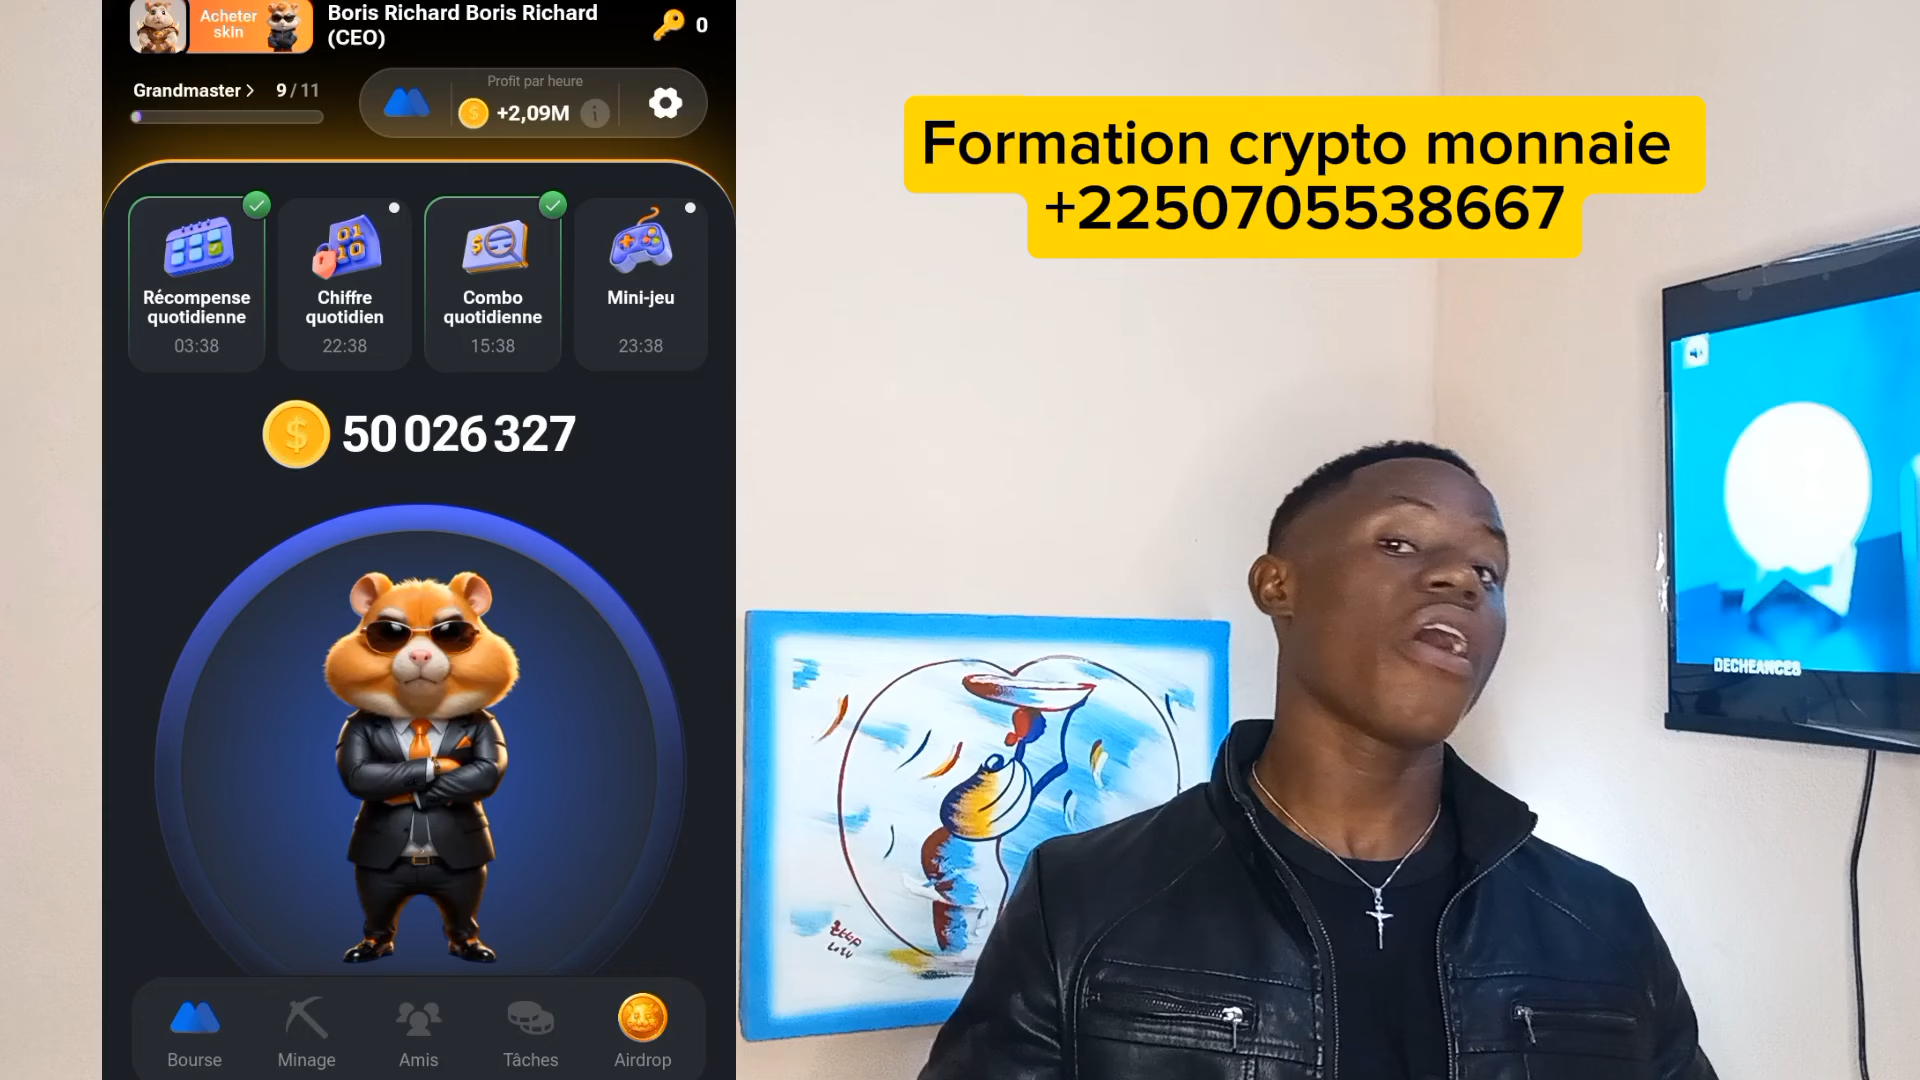 Acheter
skin
Boris Richard Boris Richard
(CEO)
0
Grandmaster
9/11
Profit par heure
+2,09M
Récompense
quotidienne
03:38
Chiffre
quotidien
22:38
Combo
quotidienne
15:38
Mini-jeu
23:38
50 026 327
Bourse
Minage
Amis
Tâches
Airdrop
Formation crypto monnaie
+2250705538667
DECHEANCES